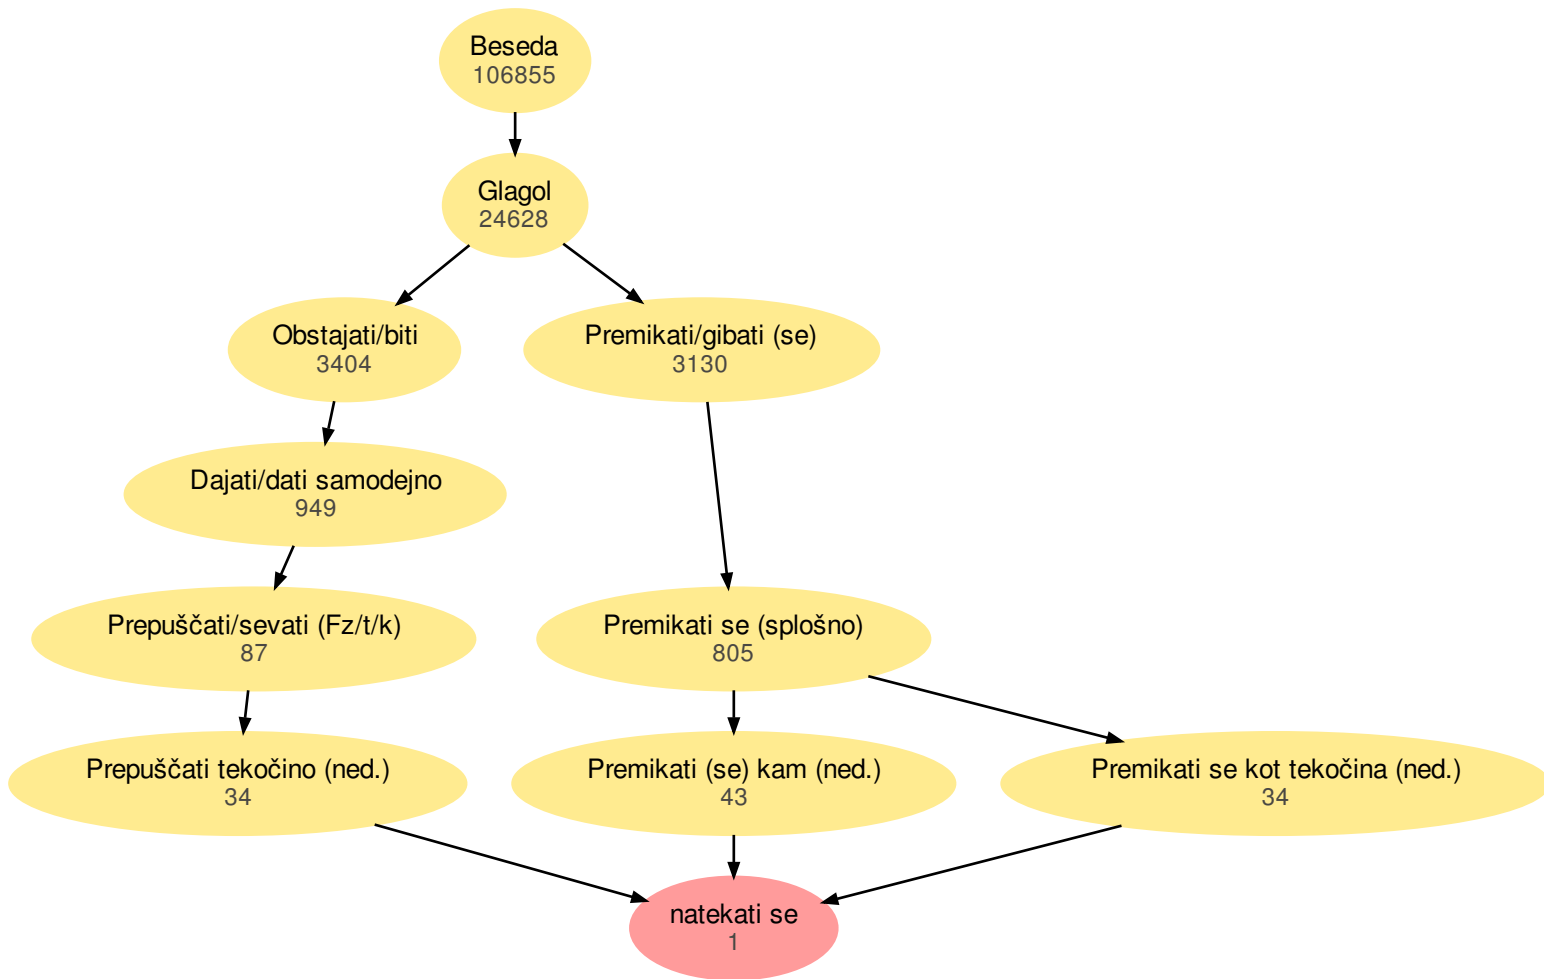 Beseda
106855
Glagol
24628
Obstajati/biti
3404
Premikati/gibati (se)
3130
Dajati/dati samodejno
949
Prepuščati/sevati (Fz/t/k)
87
Premikati se (splošno)
805
Prepuščati tekočino (ned.)
34
Premikati (se) kam (ned.)
43
Premikati se kot tekočina (ned.)
34
natekati se
1